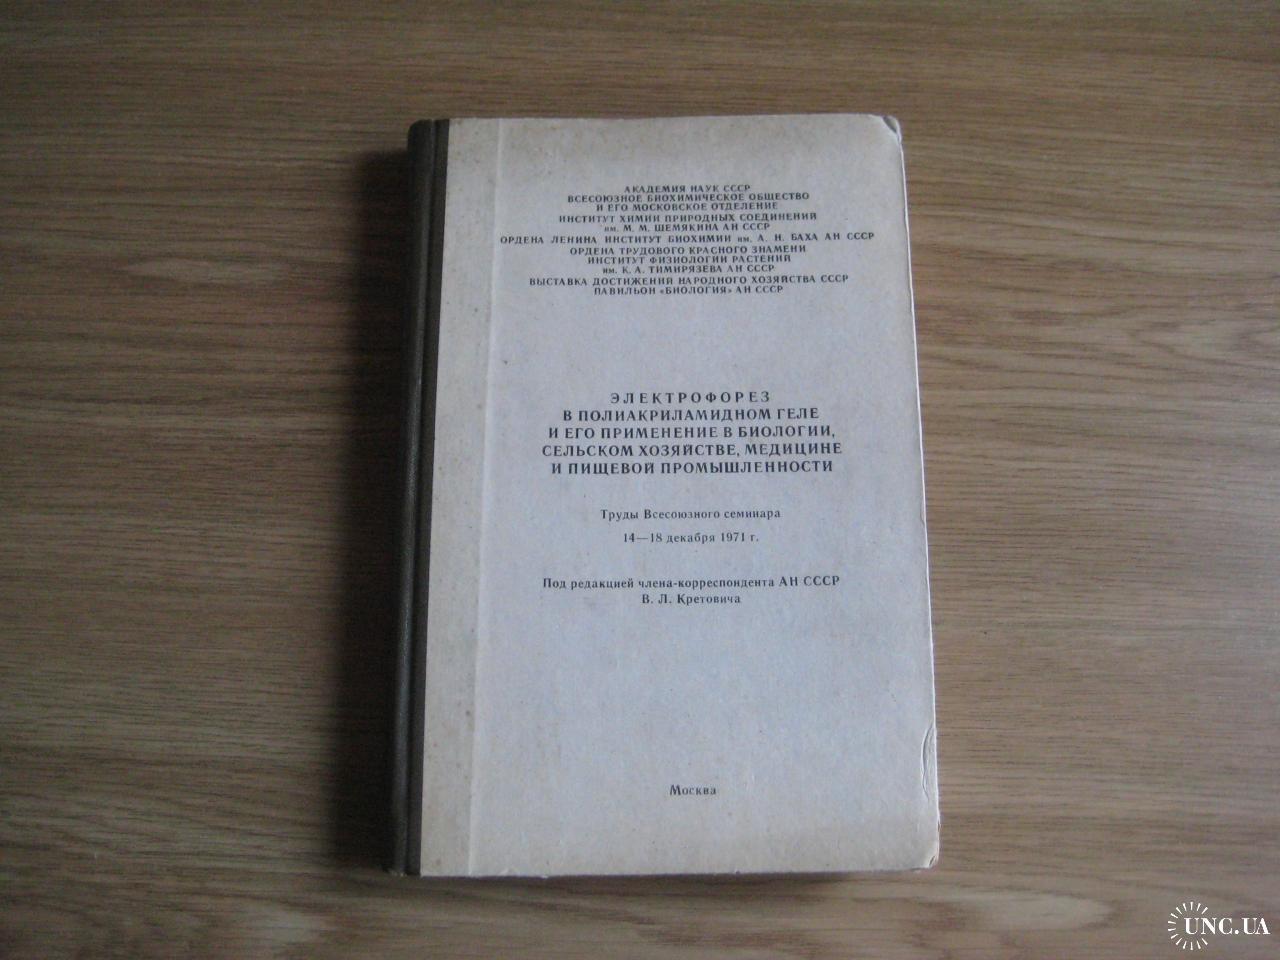 АКАДЕМИЯ НАУК СССР
ВСЕСОЮЗНОЕ БИОХИМИЧЕСКОЕ ОБЩЕСТВО
И ЕГО МОСКОВСКОЕ ОТДЕЛЕНИЕ
ИНСТИТУТ ХИМИИ ПРИРОДНЫХ СОЕДИНЕНИЙ
им. М. М. ШЕМЯКИНА АН СССР
ОРДЕНА ЛЕНИНА ИНСТИТУТ БИОХИМИИ им. А. Н. БАХА АН СССР
ОРДЕНА ТРУДОВОГО КРАСНОГО ЗНАМЕНИ
ИНСТИТУТ ФИЗИОЛОГИИ РАСТЕНИЙ
им. К. А. ТИМИРЯЗЕВА АН СССР
ВЫСТАВКА ДОСТИЖЕНИЙ НАРОДНОГО ХОЗЯЙСТВА СССР
ПАВИЛЬОН «БИОЛОГИЯ» АН СССР
ЭЛЕКТРОФОРЕЗ
В ПОЛИАКРИЛАМИДНОМ ГЕЛЕ
И ЕГО ПРИМЕНЕНИЕ В БИОЛОГИИ,
СЕЛЬСКОМ ХОЗЯЙСТВЕ, МЕДИЦИНЕ
И ПИЩЕВОЙ ПРОМЫШЛЕННОСТИ
Труды Всесоюзного семинара
14—18 декабря 1971 г.
Под редакцией члена-корреспондента АН СССР
В. Л. Кретовича
Москва
UNC.UA